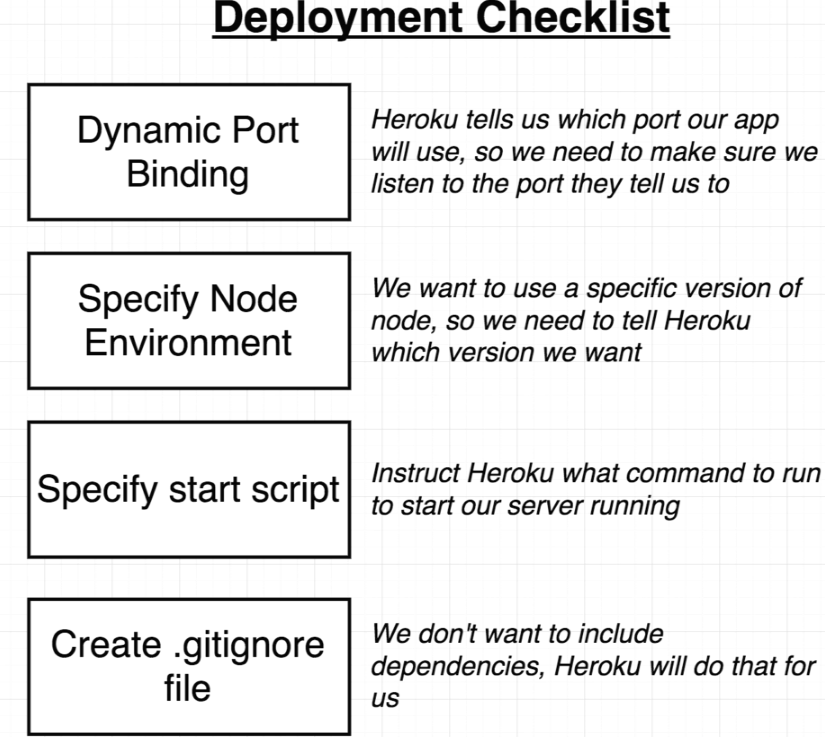 Deployment Checklist
Dynamic Port
Binding
Heroku tells us which port our app
will use, so we need to make sure we
listen to the port they tell us to
Specify Node
Environment
We want to use a specific version of
node, so we need to tell Heroku
which version we want
Specify start script
Instruct Heroku what command to run
to start our server running
Create .gitignore
file
We don't want to include
dependencies, Heroku will do that for
us